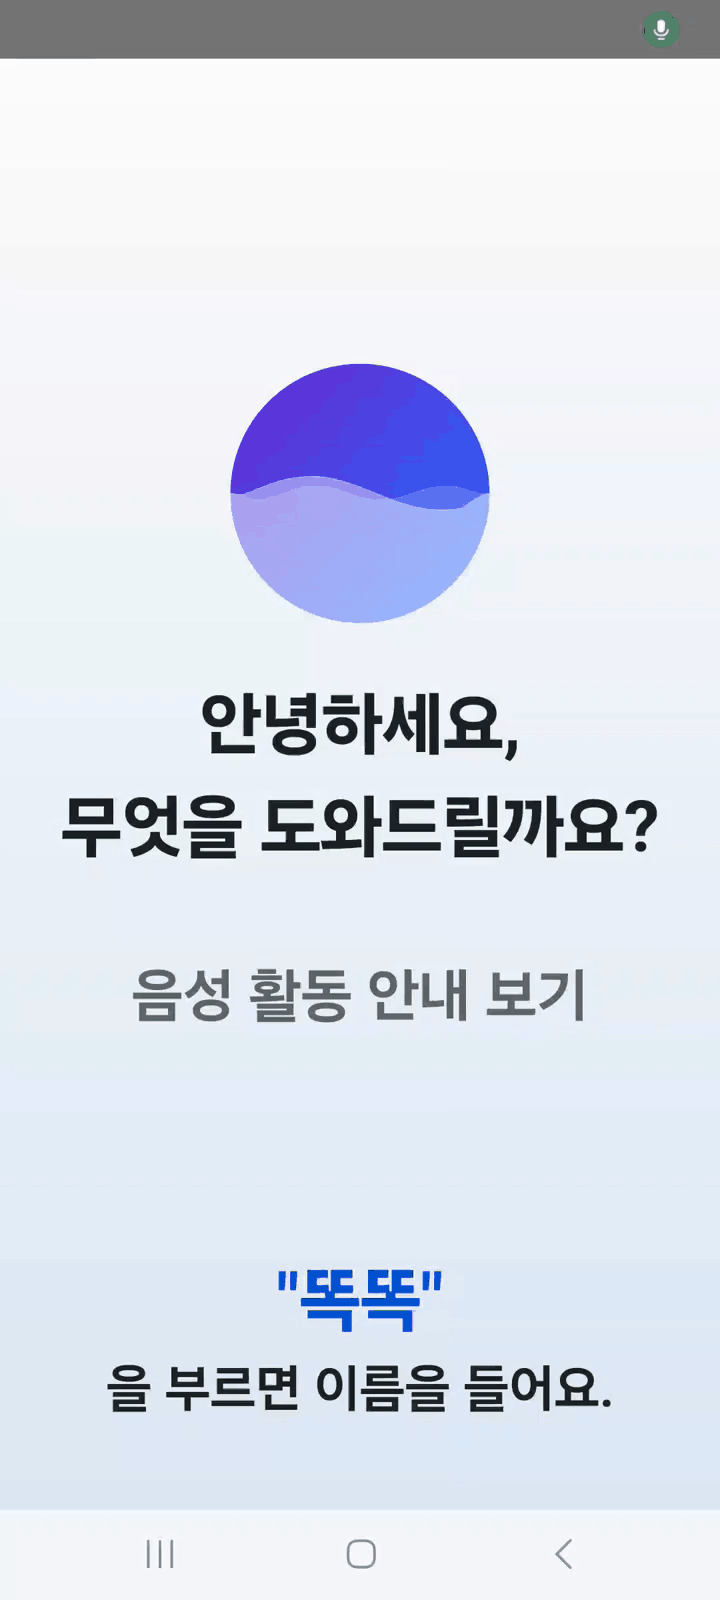 안녕하세요,
무엇을 도와드릴까요?
음성 활동 안내 보기
"똑똑"
을 부르면 이름을 들어요.